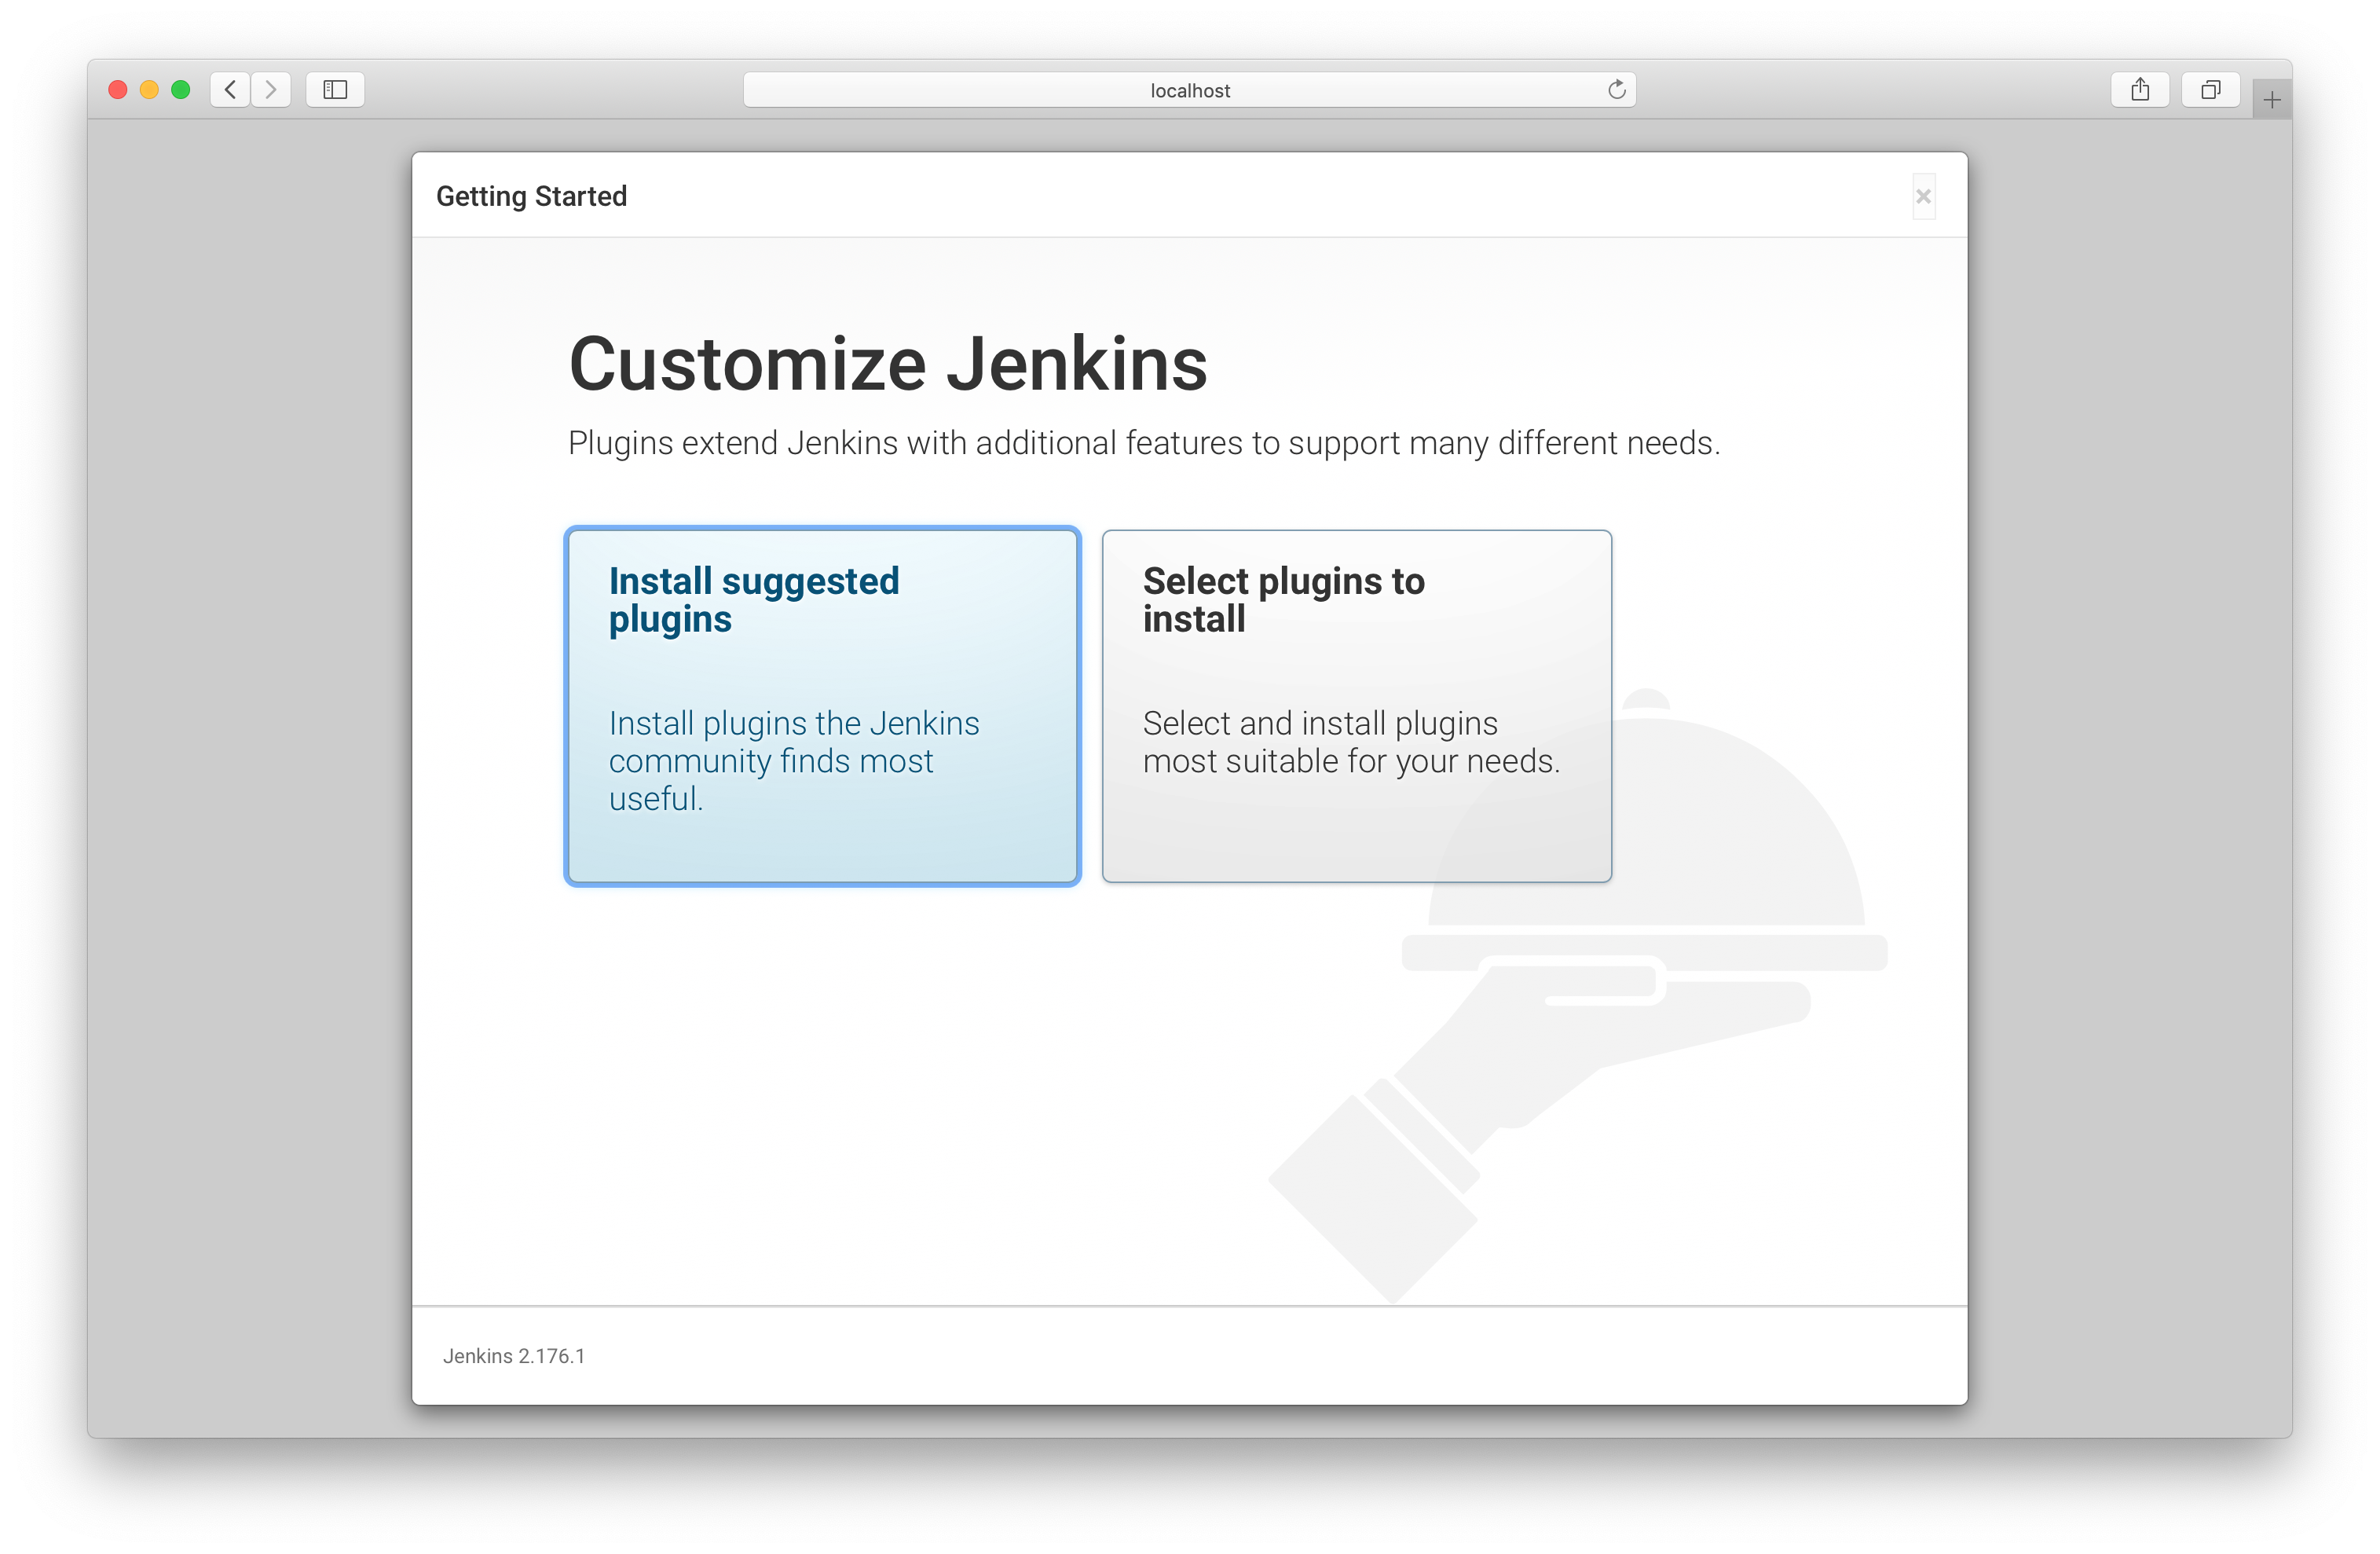 localhost
Getting Started
Customize Jenkins
Plugins extend Jenkins with additional features to support many different needs.
Install suggested
plugins
Install plugins the Jenkins
community finds most
useful.
Select plugins to
install
Select and install plugins
most suitable for your needs.
Jenkins 2.176.1